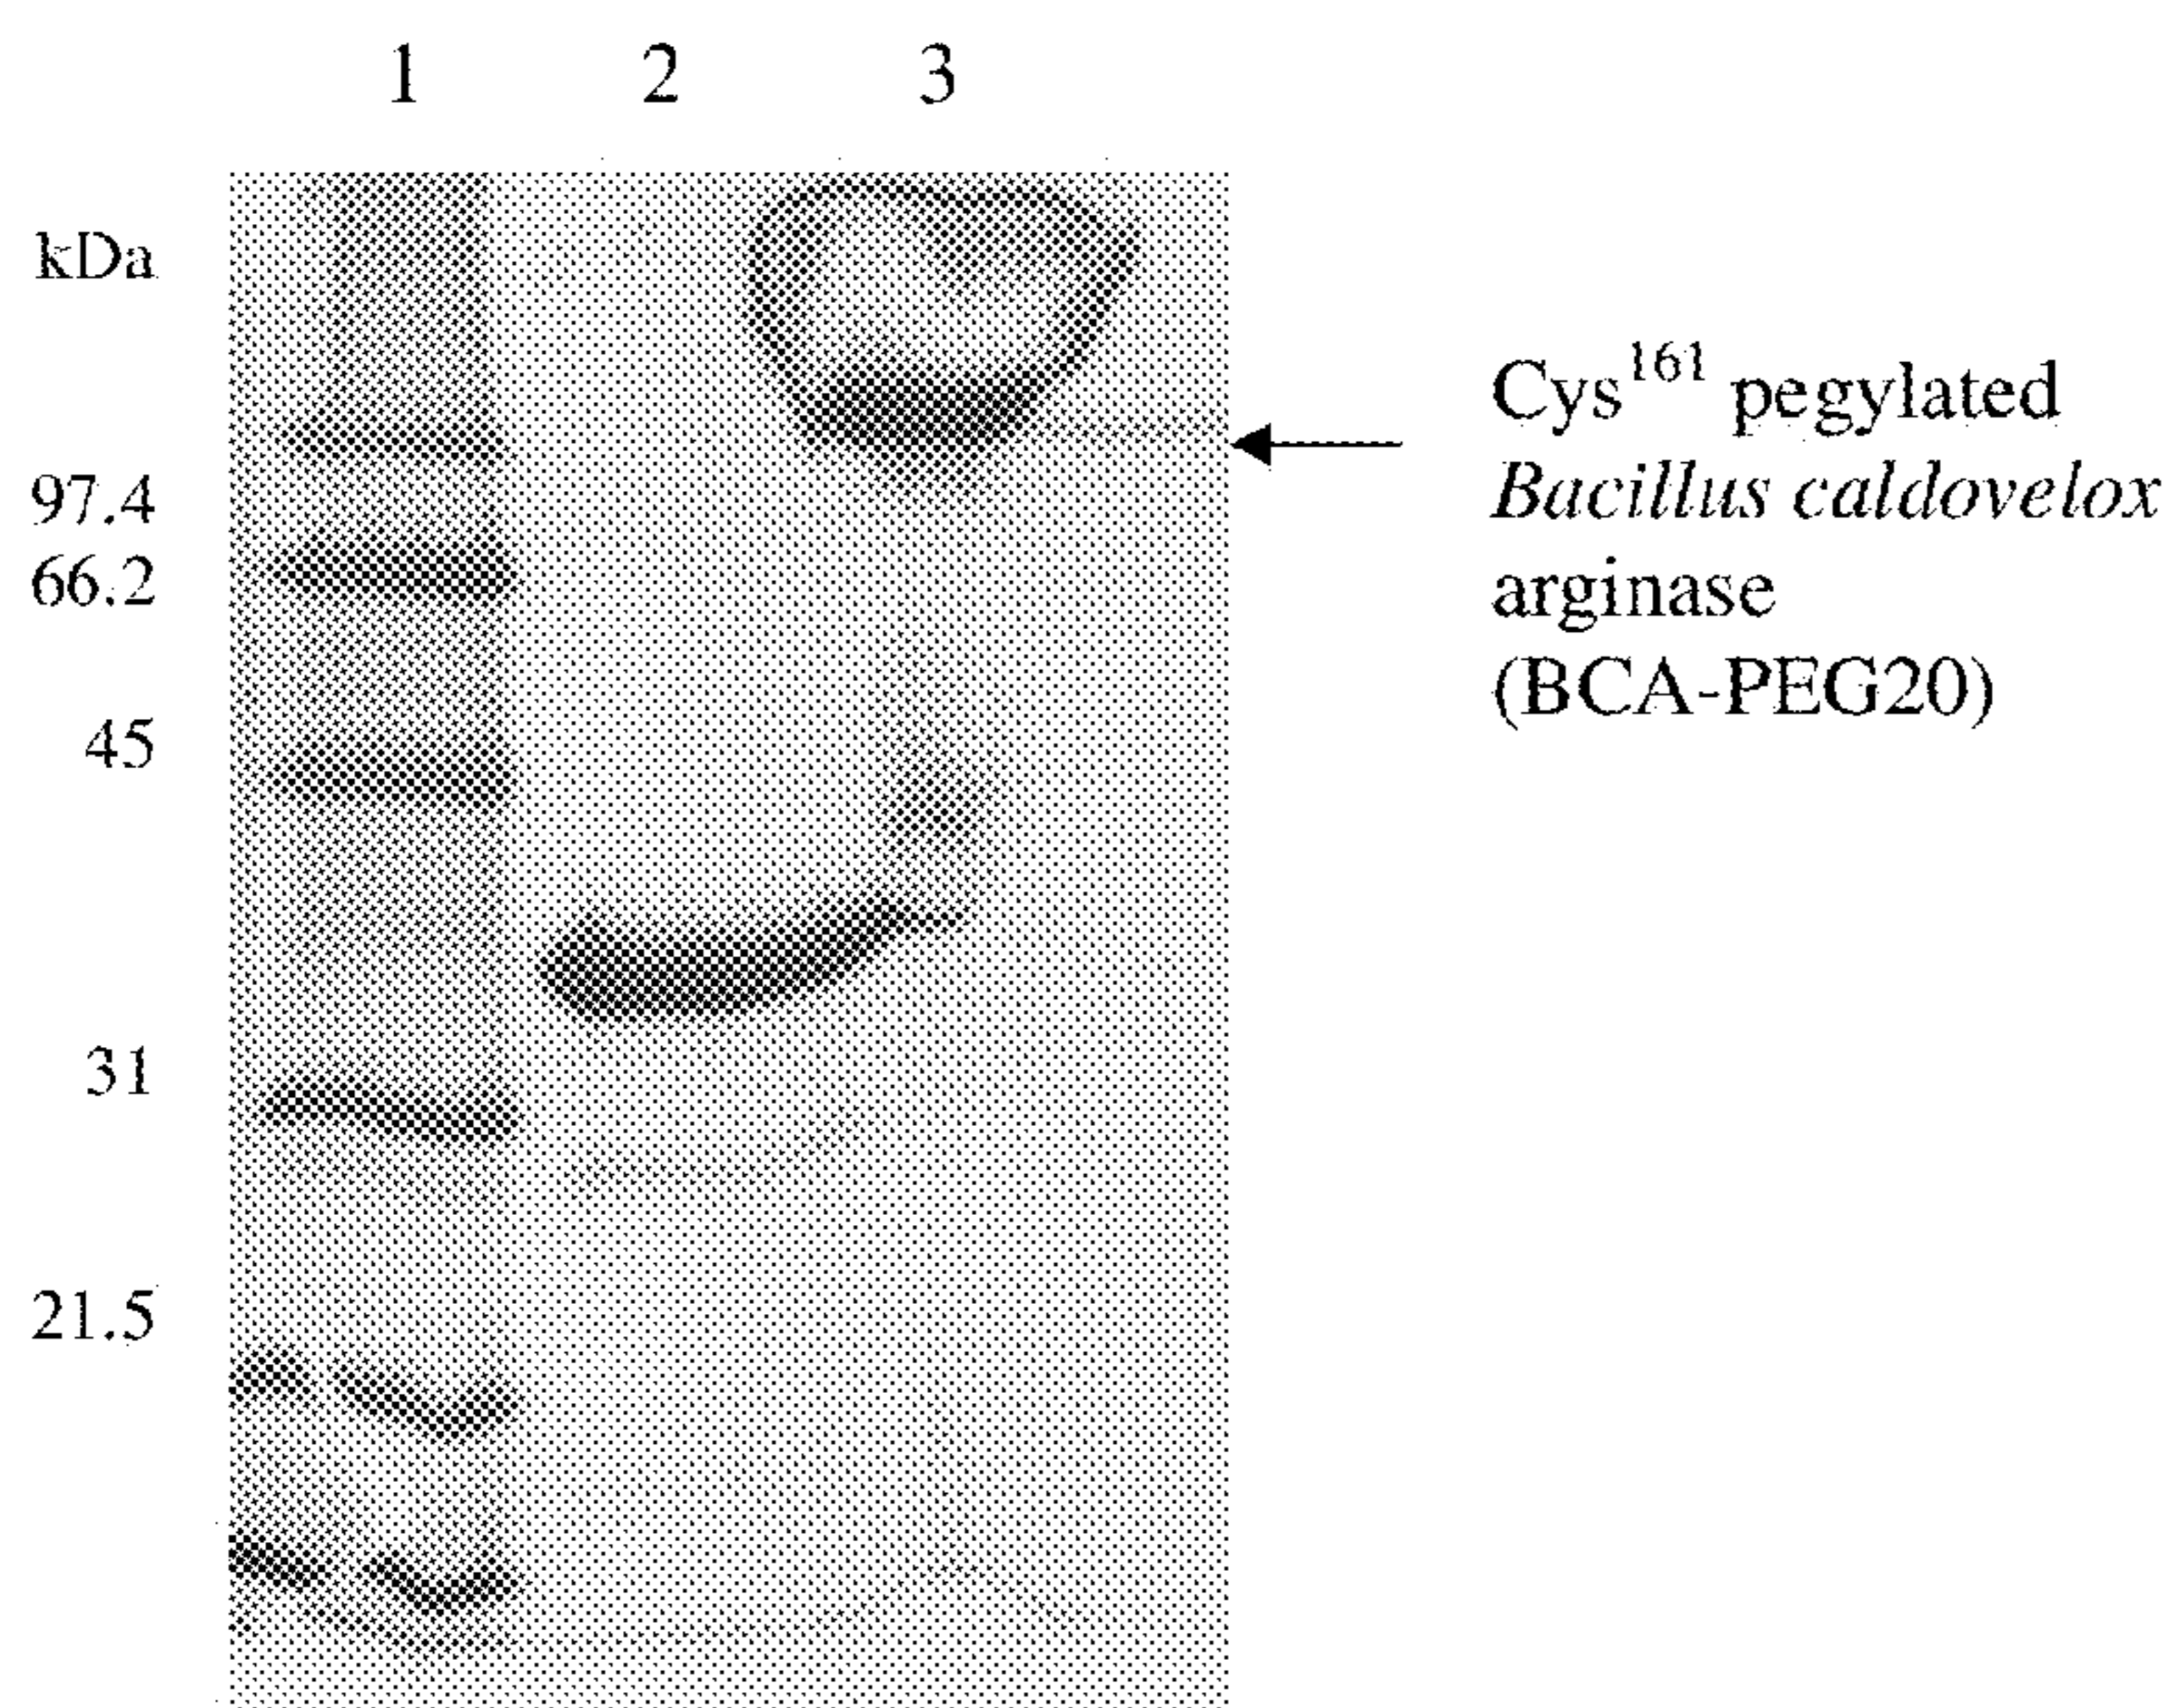 1 2 3
kDa
97.4
66.2
45
31
21.5
Cys¹⁶¹ pegylated
Bacillus caldovelox
arginase
(BCA-PEG20)